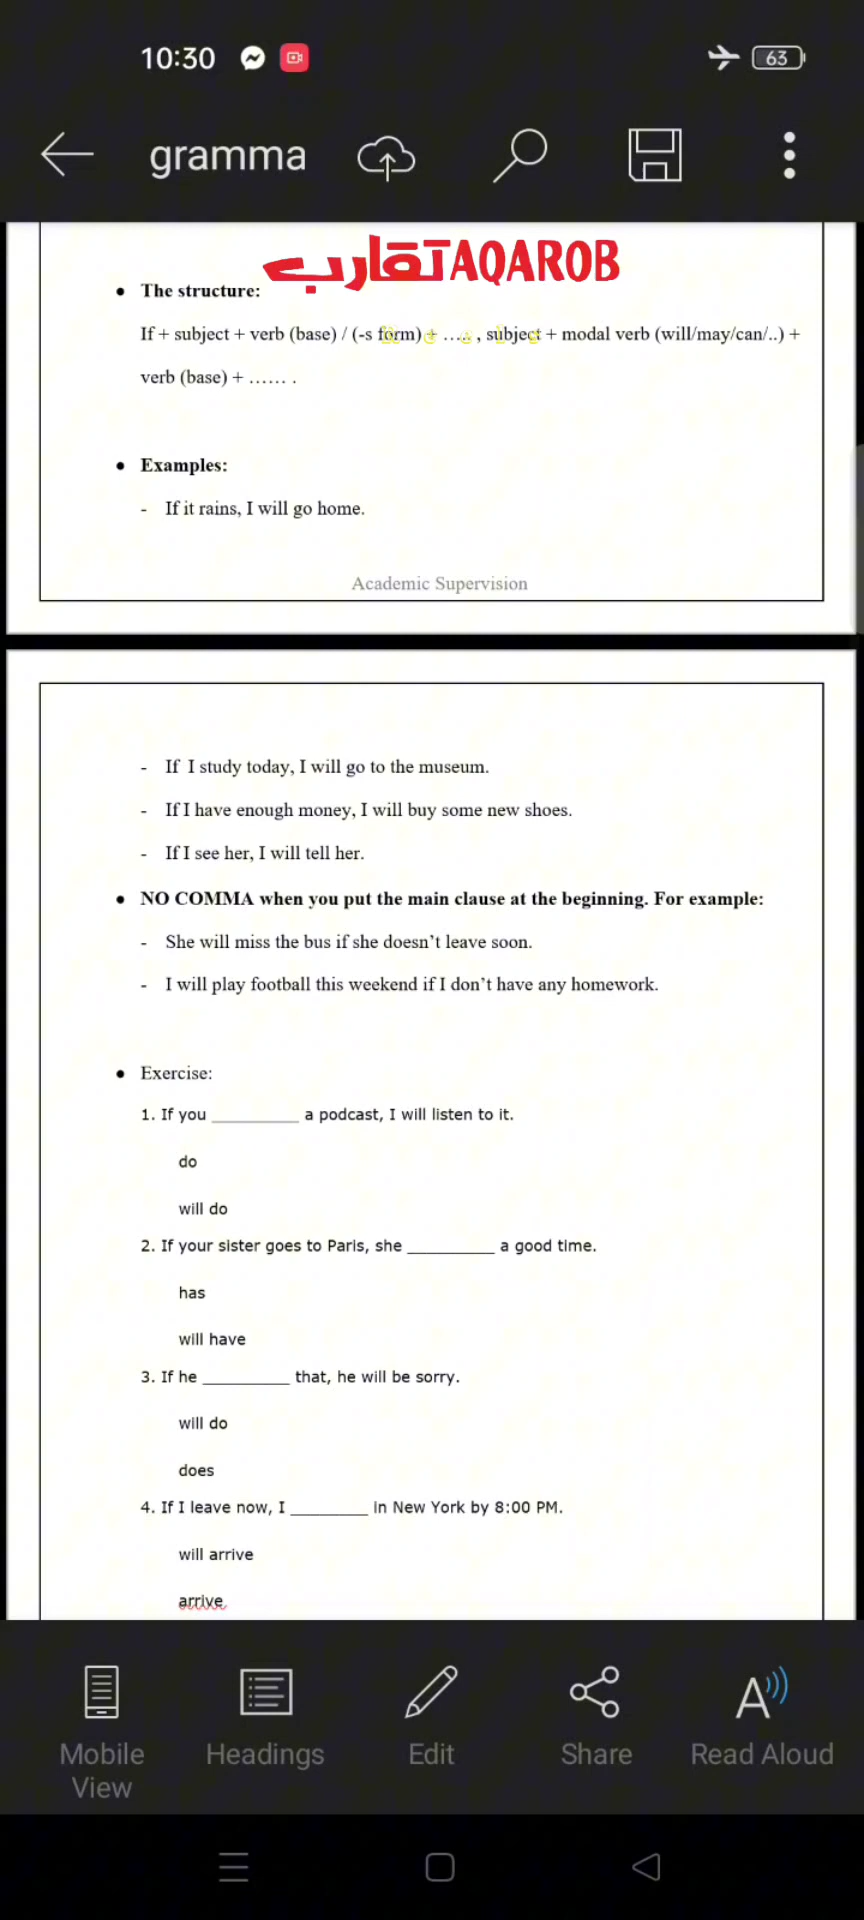 10:30
63
gramma
تقارب AQAROB
• The structure:
If + subject + verb (base) / (-s form) + ….. , subject + modal verb (will/may/can/..) +
verb (base) + …… .
• Examples:
- If it rains, I will go home.
Academic Supervision
- If I study today, I will go to the museum.
- If I have enough money, I will buy some new shoes.
- If I see her, I will tell her.
• NO COMMA when you put the main clause at the beginning. For example:
- She will miss the bus if she doesn’t leave soon.
- I will play football this weekend if I don’t have any homework.
• Exercise:
1. If you _________ a podcast, I will listen to it.
do
will do
2. If your sister goes to Paris, she _________ a good time.
has
will have
3. If he _________ that, he will be sorry.
will do
does
4. If I leave now, I ________ in New York by 8:00 PM.
will arrive
arrive
Mobile View
Headings
Edit
Share
Read Aloud